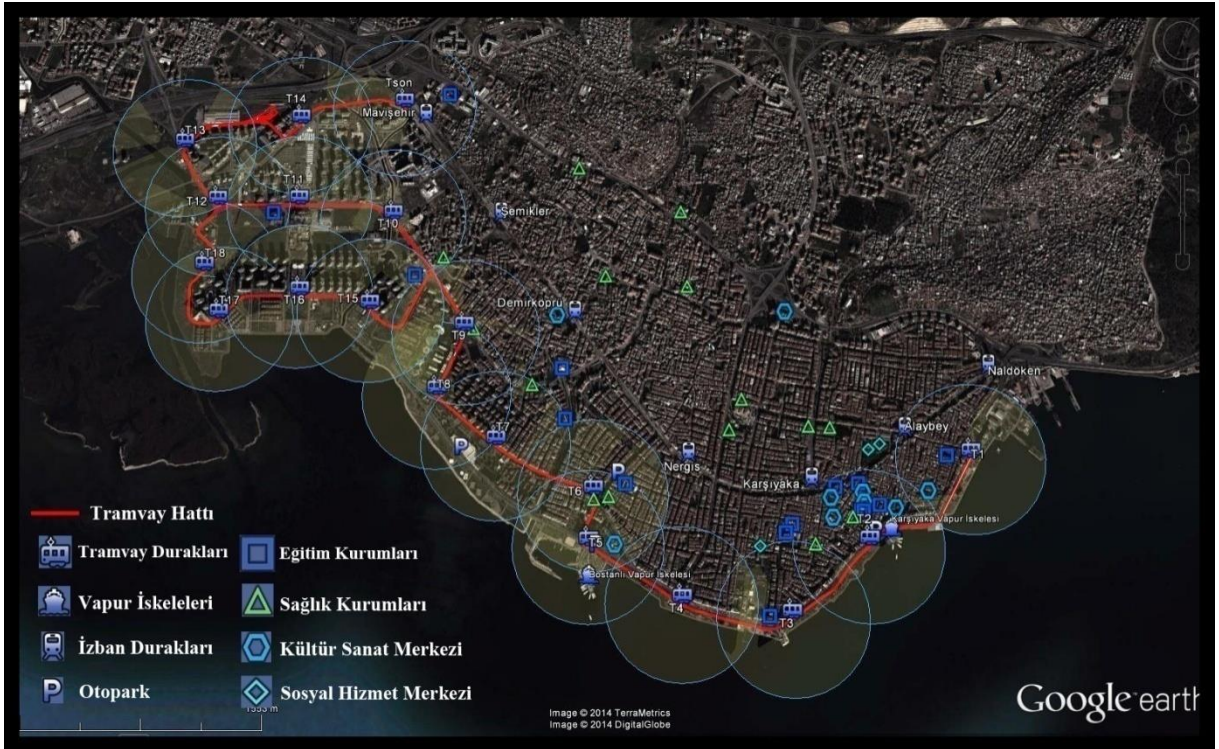 Tson
T14
Mavişehir
T13
T11
T12
T10
Şemikler
T18
T16
T15
T17
Demirköprü
T9
Naldöken
T8
T7
Alaybey
T1
Nergis
P
P
T6
Karşıyaka
T2
Karşıyaka Vapur İskelesi
P
T5
Bostanlı Vapur İskelesi
T4
T3
Tramvay Hattı
Tramvay Durakları
Eğitim Kurumları
Vapur İskeleleri
Sağlık Kurumları
İzban Durakları
Kültür Sanat Merkezi
P Otopark
Sosyal Hizmet Merkezi
1553 m
Image © 2014 TerraMetrics
Image © 2014 DigitalGlobe
Google earth